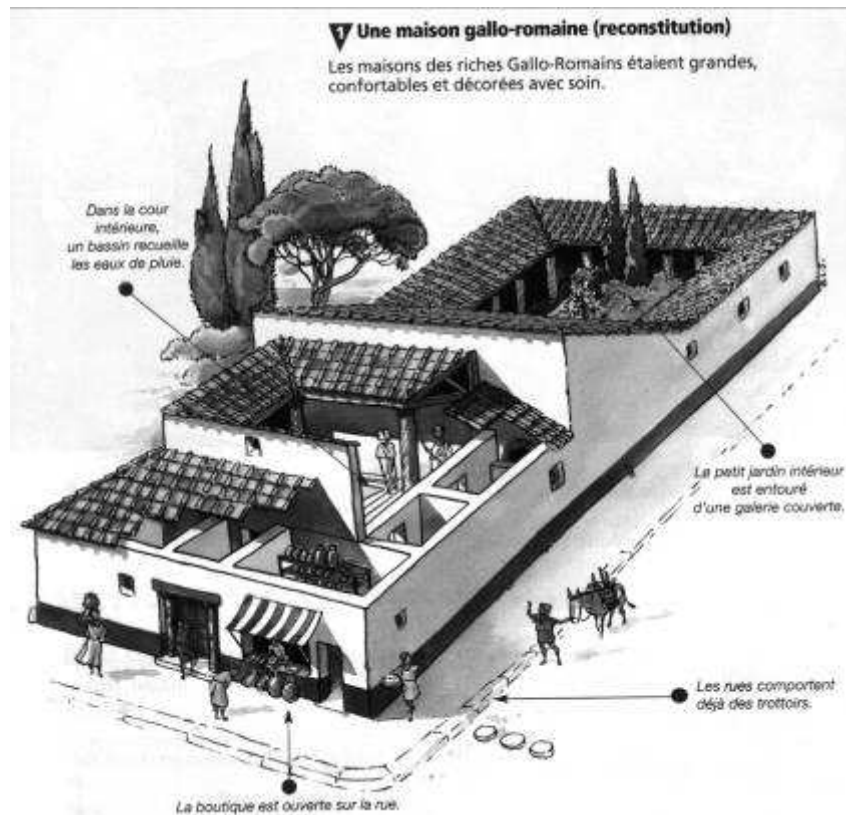 1 Une maison gallo-romaine (reconstitution)
Les maisons des riches Gallo-Romains étaient grandes,
confortables et décorées avec soin.
Dans la cour
intérieure,
un bassin recueille
les eaux de pluie.
Le petit jardin intérieur
est entouré
d'une galerie couverte.
Les rues comportent
déjà des trottoirs.
La boutique est ouverte sur la rue.